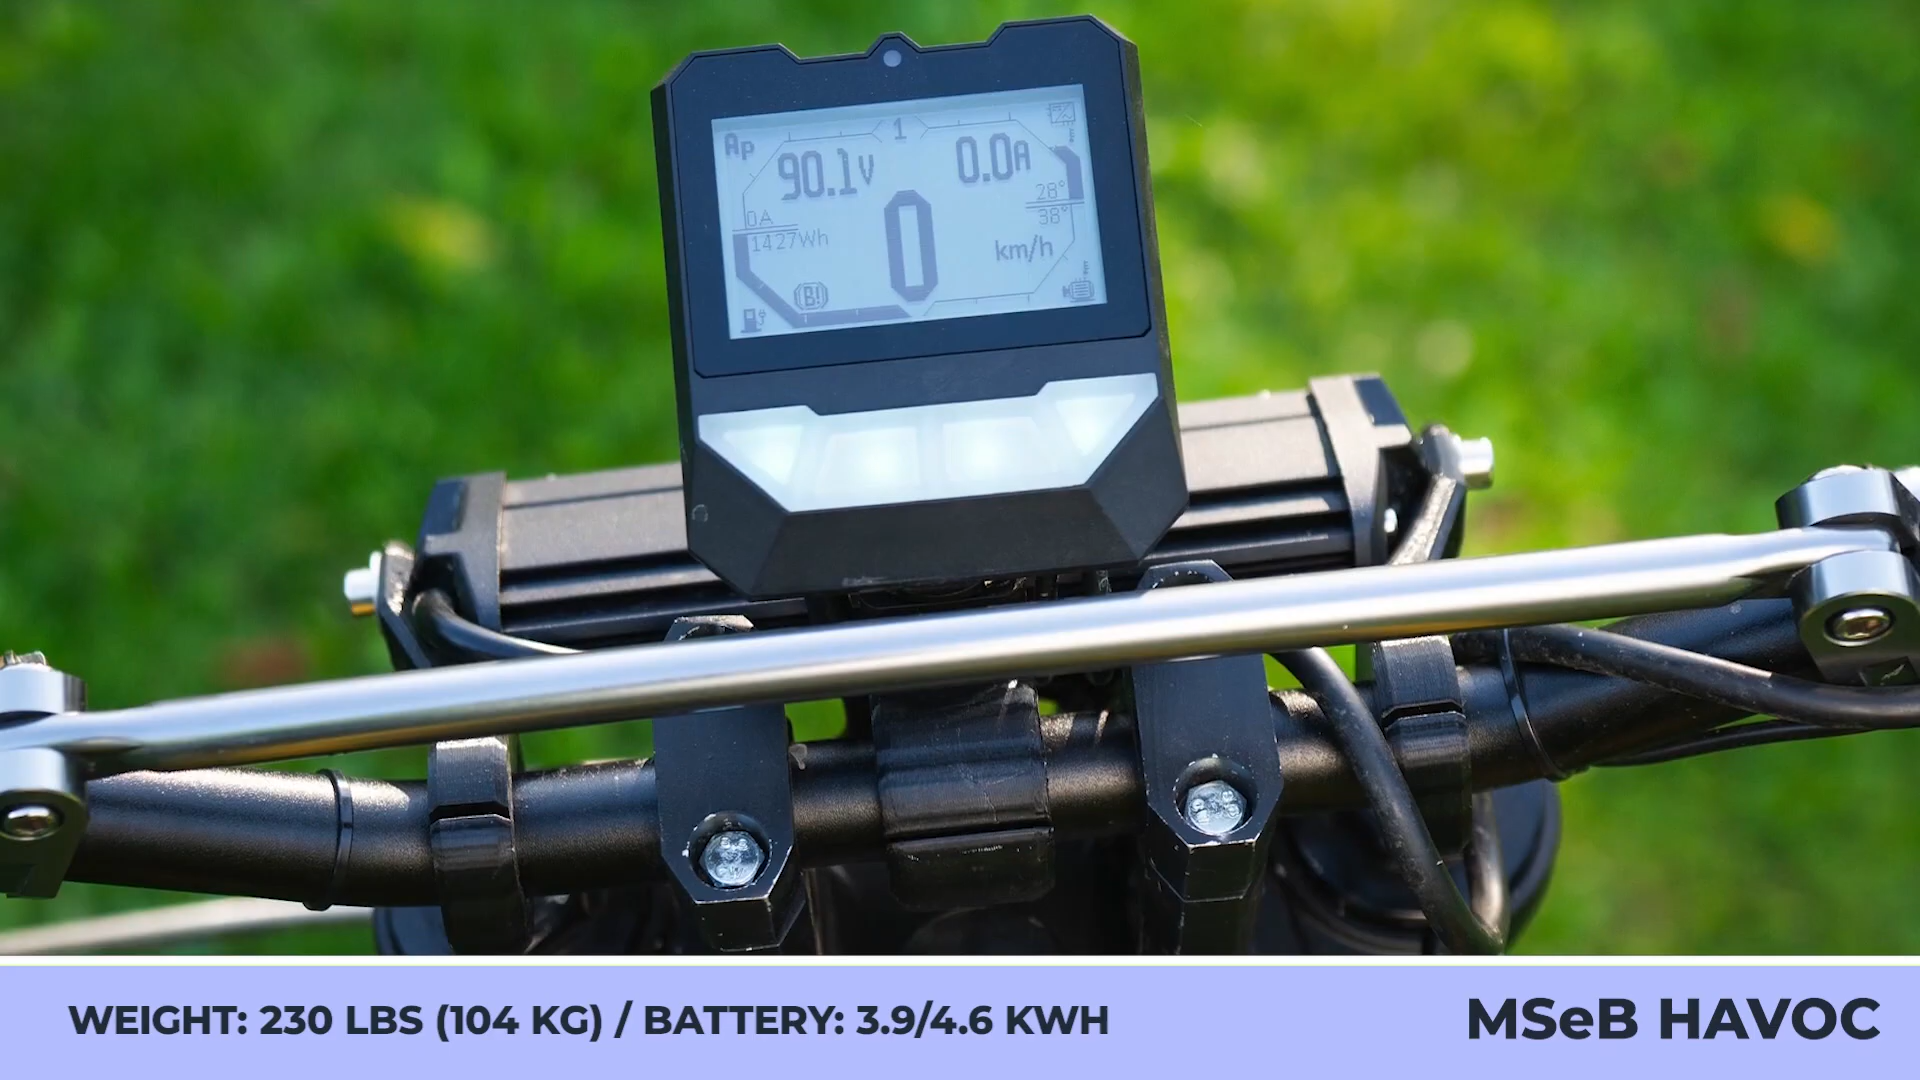 1
Ap
90.1V
0.0A
28°
38°
0A
1427Wh
0
km/h
B!
WEIGHT: 230 LBS (104 KG) / BATTERY: 3.9/4.6 KWH
MSeB HAVOC